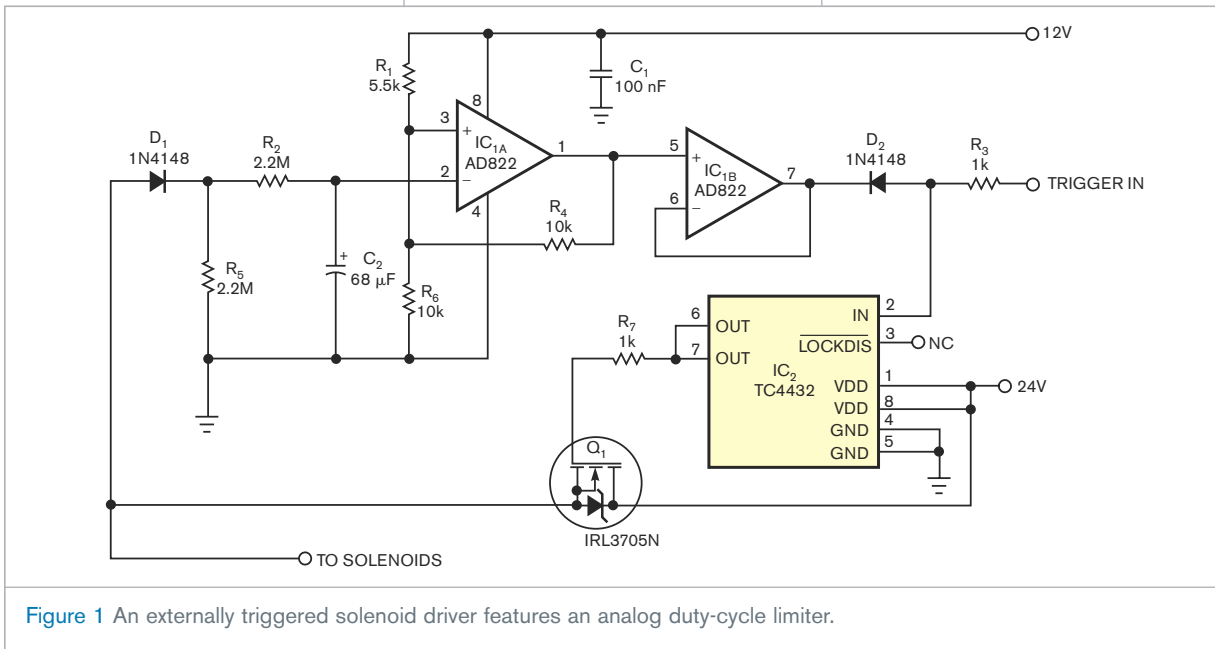 12V
R1
5.5k
C1
100 nF
8
3
+
IC1A
AD822
1
2
−
4
D1
1N4148
R2
2.2M
5
+
IC1B
AD822
7
6
−
D2
1N4148
R3
1k
TRIGGER IN
R4
10k
R5
2.2M
+
C2
68 μF
R6
10k
R7
1k
6
OUT
7
OUT
IC2
TC4432
IN
2
LOCKDIS
3
NC
VDD
1
24V
VDD
8
GND
4
GND
5
Q1
IRL3705N
TO SOLENOIDS
Figure 1 An externally triggered solenoid driver features an analog duty-cycle limiter.